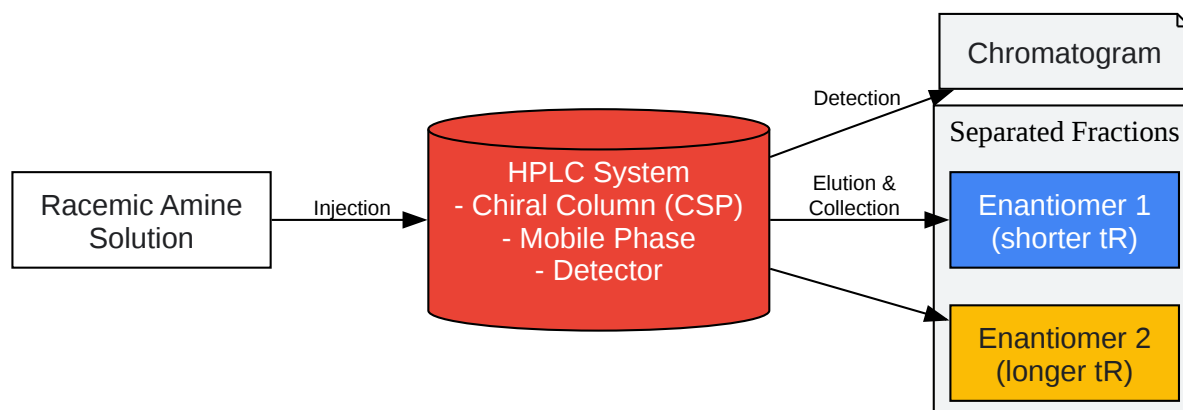 Racemic Amine
Solution
Injection
HPLC System
- Chiral Column (CSP)
- Mobile Phase
- Detector
Detection
Elution &
Collection
Chromatogram
Separated Fractions
Enantiomer 1
(shorter tR)
Enantiomer 2
(longer tR)